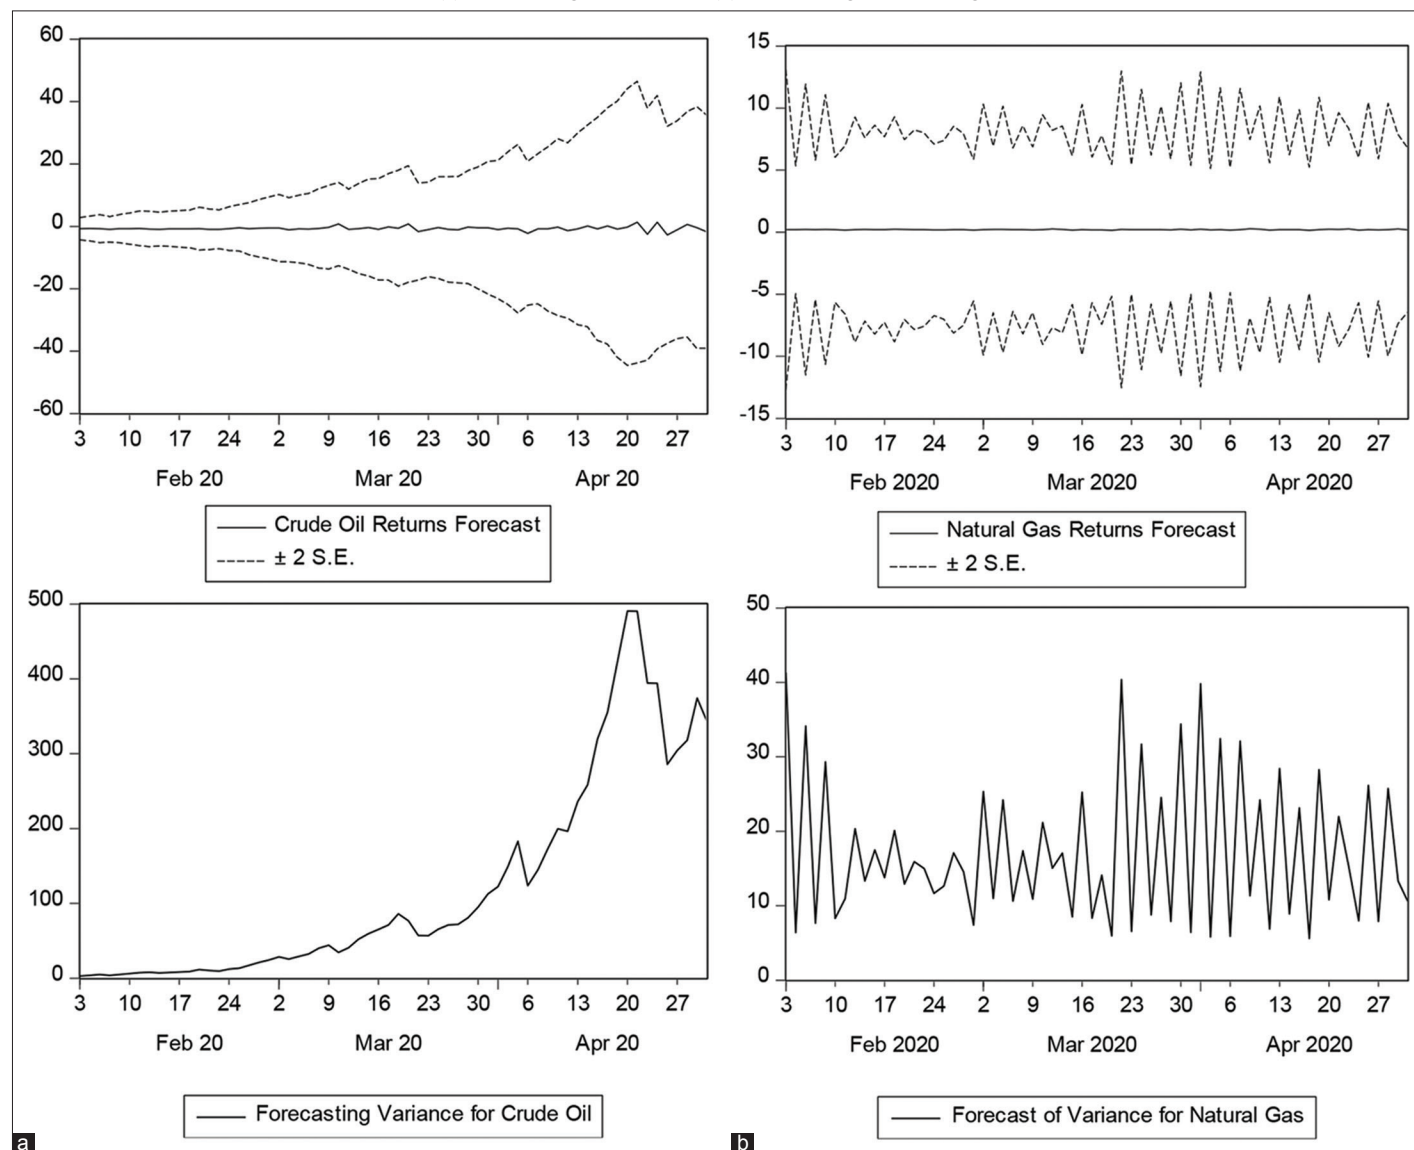 60
40
20
0
-20
-40
-60
3 10 17 24 2 9 16 23 30 6 13 20 27
Feb 20 Mar 20 Apr 20
Crude Oil Returns Forecast
± 2 S.E.
15
10
5
0
-5
-10
-15
3 10 17 24 2 9 16 23 30 6 13 20 27
Feb 2020 Mar 2020 Apr 2020
Natural Gas Returns Forecast
± 2 S.E.
500
400
300
200
100
0
3 10 17 24 2 9 16 23 30 6 13 20 27
Feb 20 Mar 20 Apr 20
Forecasting Variance for Crude Oil
a
50
40
30
20
10
0
3 10 17 24 2 9 16 23 30 6 13 20 27
Feb 2020 Mar 2020 Apr 2020
Forecast of Variance for Natural Gas
b